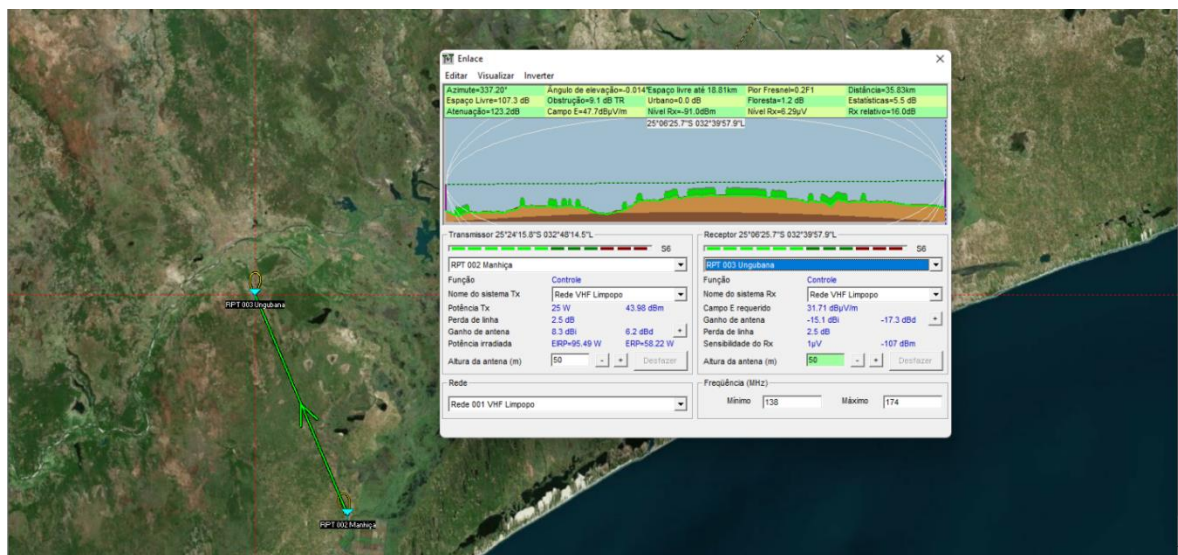 Enlace
Editar Visualizar Inverter
Azimute=337.20° Ângulo de elevação=-0.014° Espaço livre até 18.81km Pior Fresnel=0.2F1 Distância=35.83km
Espaço Livre=107.3 dB Obstrução=9.1 dB TR Urbano=0.0 dB Floresta=1.2 dB Estatísticas=5.5 dB
Atenuação=123.2dB Campo E=47.7dBμV/m Nível Rx=-91.0dBm Nível Rx=6.29μV Rx relativo=16.0dB
25°06'25.7"S 032°39'57.9"L
Transmissor 25°24'15.8"S 032°48'14.5"L
S6
RPT 002 Manhiça
Função Controle
Nome do sistema Tx Rede VHF Limpopo
Potência Tx 25 W 43.98 dBm
Perda de linha 2.5 dB
Ganho de antena 8.3 dBi 6.2 dBd +
Potência irradiada EIRP=95.49 W ERP=58.22 W
Altura da antena (m) 50 - + Desfazer
Rede
Rede 001 VHF Limpopo
Receptor 25°06'25.7"S 032°39'57.9"L
S6
RPT 003 Ungubana
Função Controle
Nome do sistema Rx Rede VHF Limpopo
Campo E requerido 31.71 dBμV/m
Ganho de antena -15.1 dBi -17.3 dBd +
Perda de linha 2.5 dB
Sensibilidade do Rx 1μV -107 dBm
Altura da antena (m) 50 - + Desfazer
Freqüência (MHz)
Mínimo 138 Máximo 174
RPT 003 Ungubana
RPT 002 Manhiça